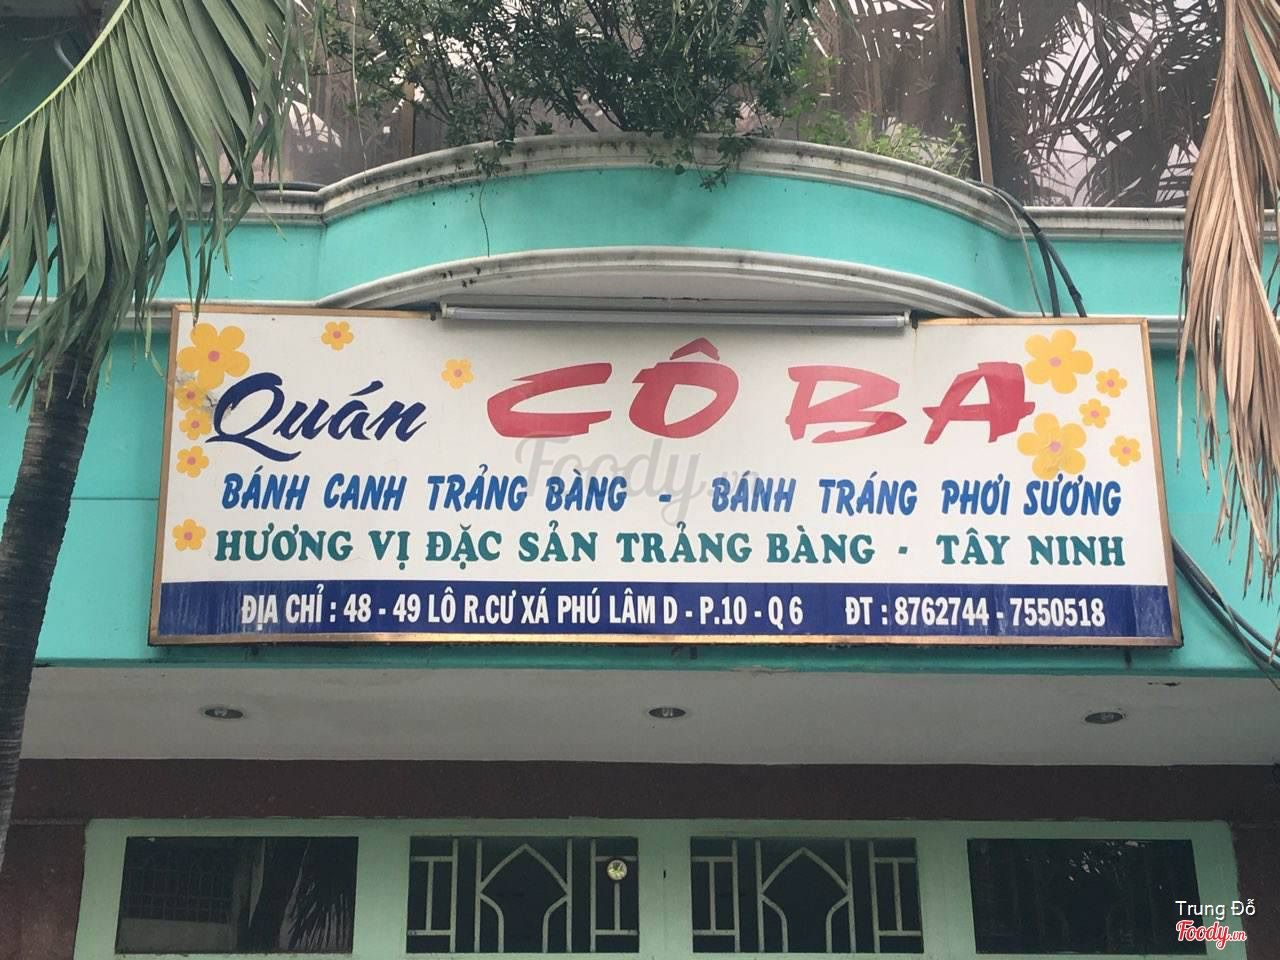 Quán CÔ BA
BÁNH CANH TRẢNG BÀNG - BÁNH TRÁNG PHƠI SƯƠNG
HƯƠNG VỊ ĐẶC SẢN TRẢNG BÀNG - TÂY NINH
ĐỊA CHỈ : 48 - 49 LÔ R.CƯ XÁ PHÚ LÂM D - P.10 - Q 6 ĐT : 8762744 - 7550518
Foody.vn
Trung Đỗ
Foody.vn